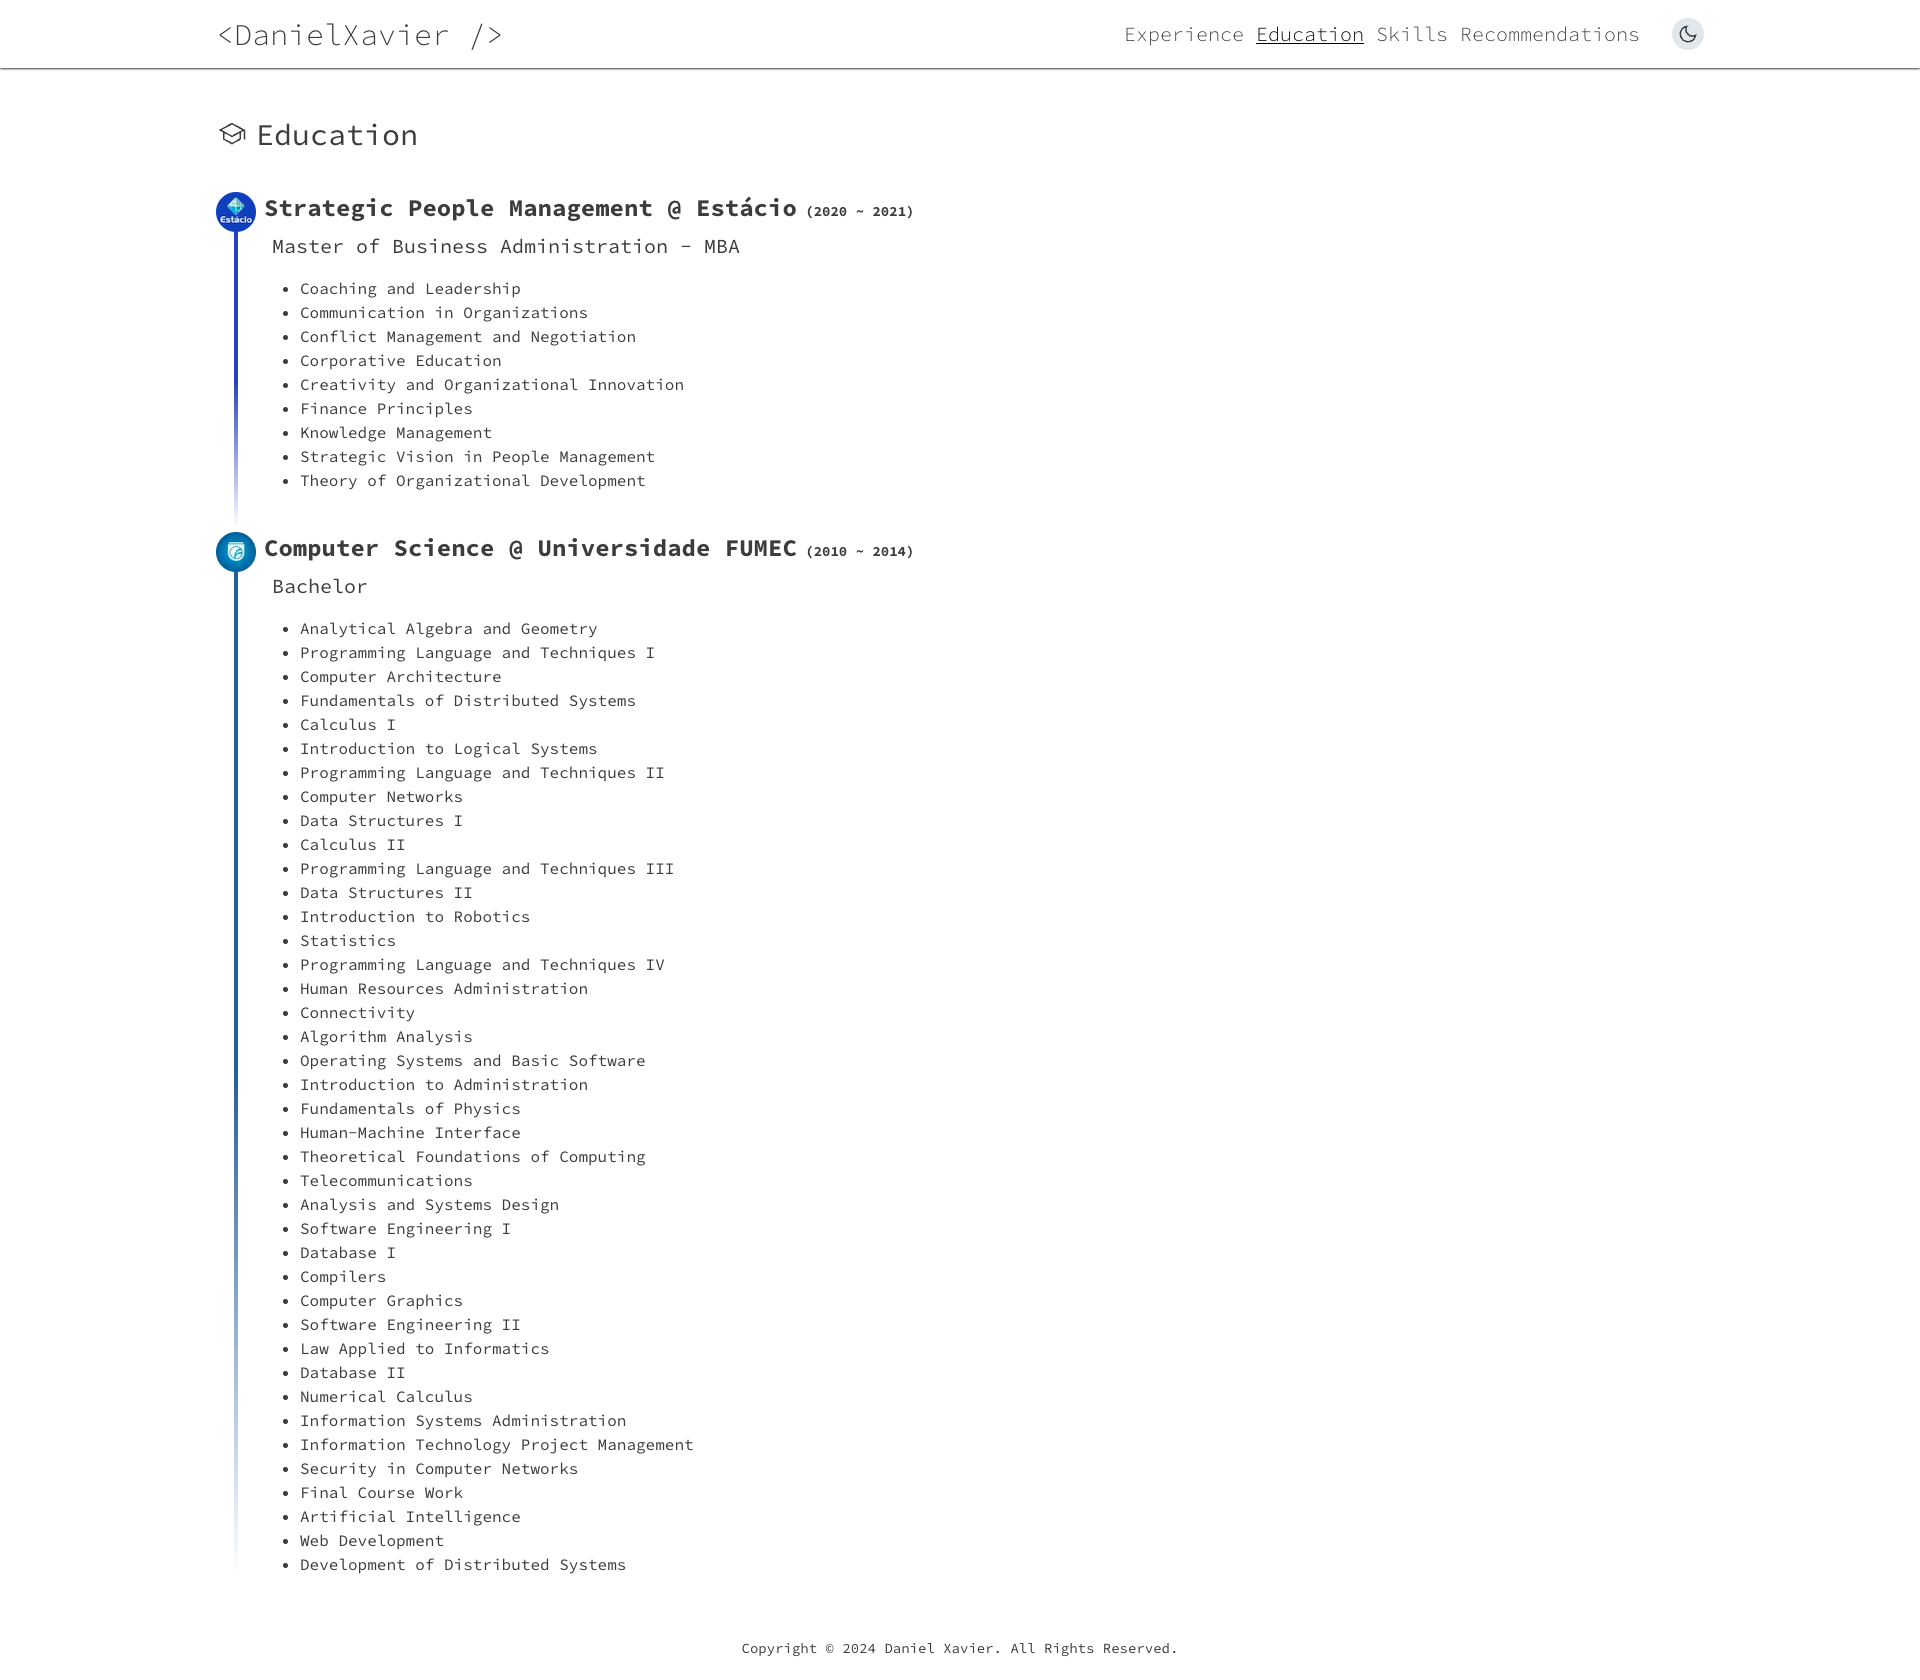 <DanielXavier />
Experience Education Skills Recommendations
Education
Estácio
Strategic People Management @ Estácio (2020 ~ 2021)
Master of Business Administration - MBA
• Coaching and Leadership
• Communication in Organizations
• Conflict Management and Negotiation
• Corporative Education
• Creativity and Organizational Innovation
• Finance Principles
• Knowledge Management
• Strategic Vision in People Management
• Theory of Organizational Development
Computer Science @ Universidade FUMEC (2010 ~ 2014)
Bachelor
• Analytical Algebra and Geometry
• Programming Language and Techniques I
• Computer Architecture
• Fundamentals of Distributed Systems
• Calculus I
• Introduction to Logical Systems
• Programming Language and Techniques II
• Computer Networks
• Data Structures I
• Calculus II
• Programming Language and Techniques III
• Data Structures II
• Introduction to Robotics
• Statistics
• Programming Language and Techniques IV
• Human Resources Administration
• Connectivity
• Algorithm Analysis
• Operating Systems and Basic Software
• Introduction to Administration
• Fundamentals of Physics
• Human-Machine Interface
• Theoretical Foundations of Computing
• Telecommunications
• Analysis and Systems Design
• Software Engineering I
• Database I
• Compilers
• Computer Graphics
• Software Engineering II
• Law Applied to Informatics
• Database II
• Numerical Calculus
• Information Systems Administration
• Information Technology Project Management
• Security in Computer Networks
• Final Course Work
• Artificial Intelligence
• Web Development
• Development of Distributed Systems
Copyright © 2024 Daniel Xavier. All Rights Reserved.